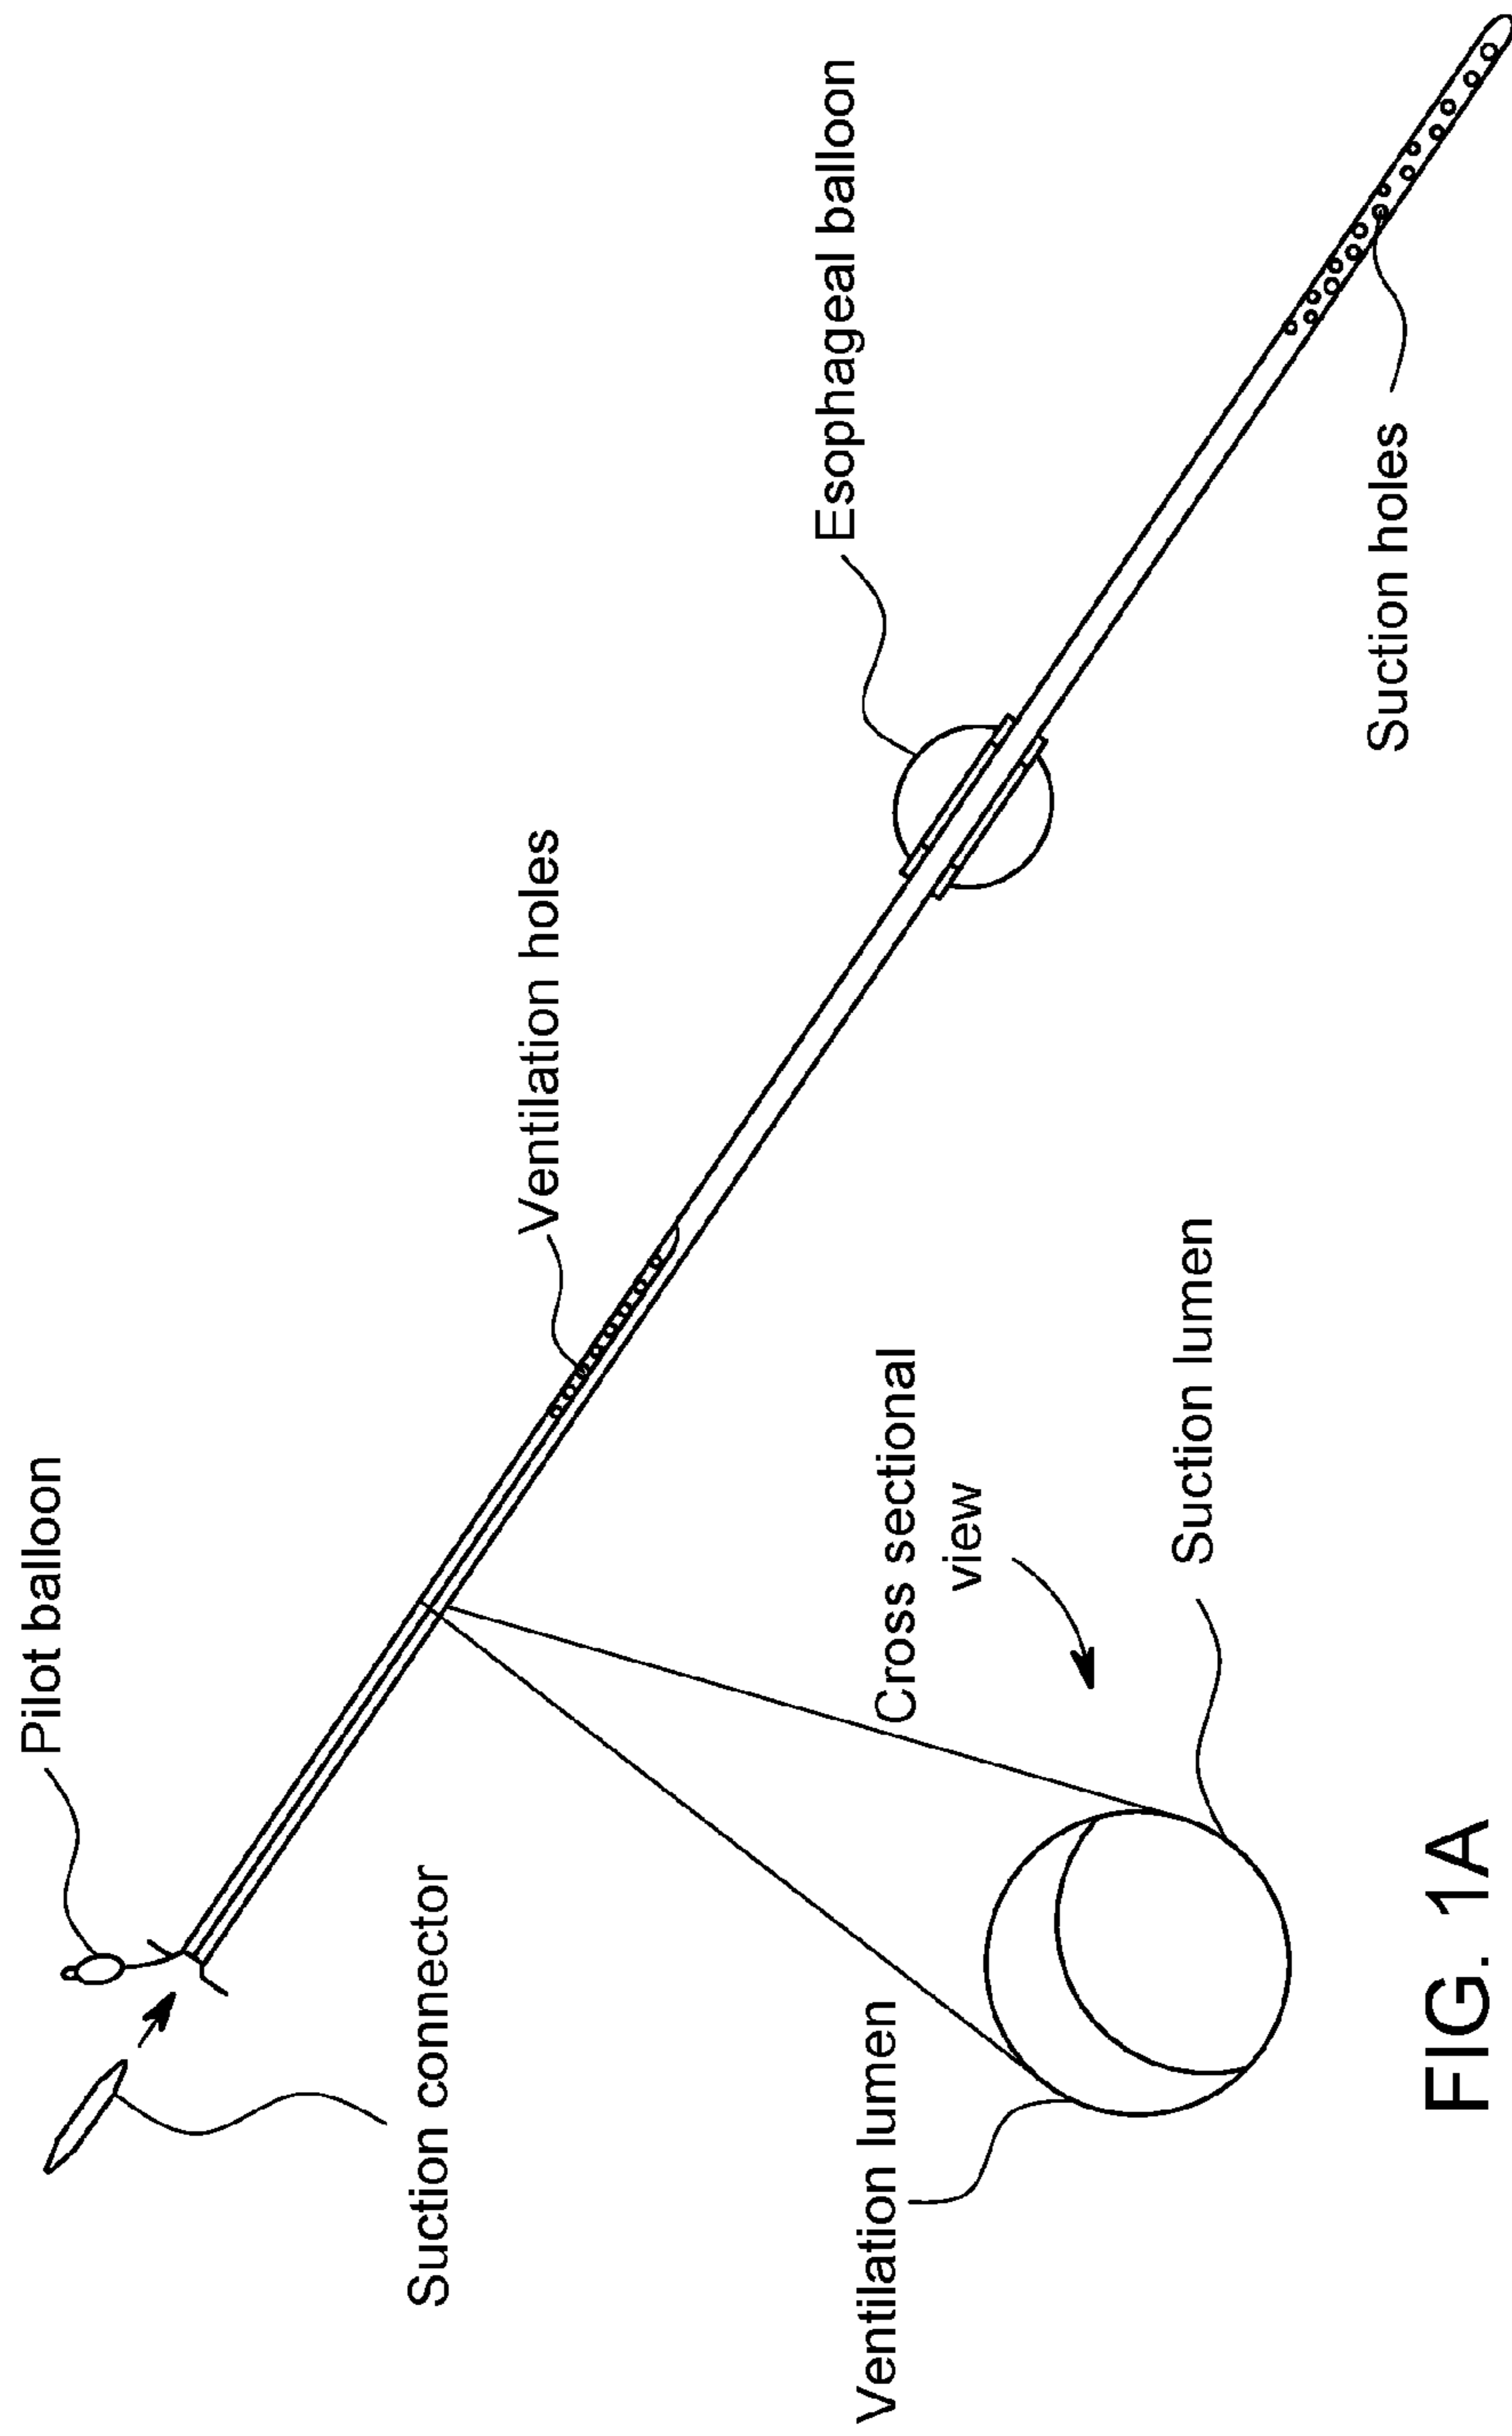 Pilot balloon
Suction connector
Ventilation holes
Esophageal balloon
Ventilation lumen
Cross sectional
view
Suction lumen
Suction holes
FIG. 1A